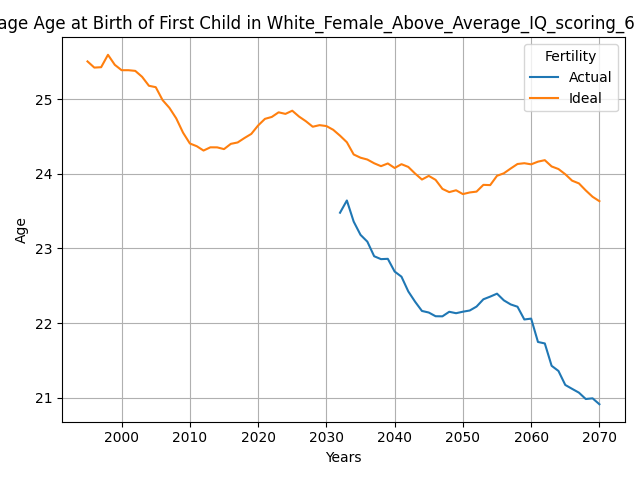 age Age at Birth of First Child in White_Female_Above_Average_IQ_scoring_6
Fertility
Actual
Ideal
Age
25
24
23
22
21
2000 2010 2020 2030 2040 2050 2060 2070
Years